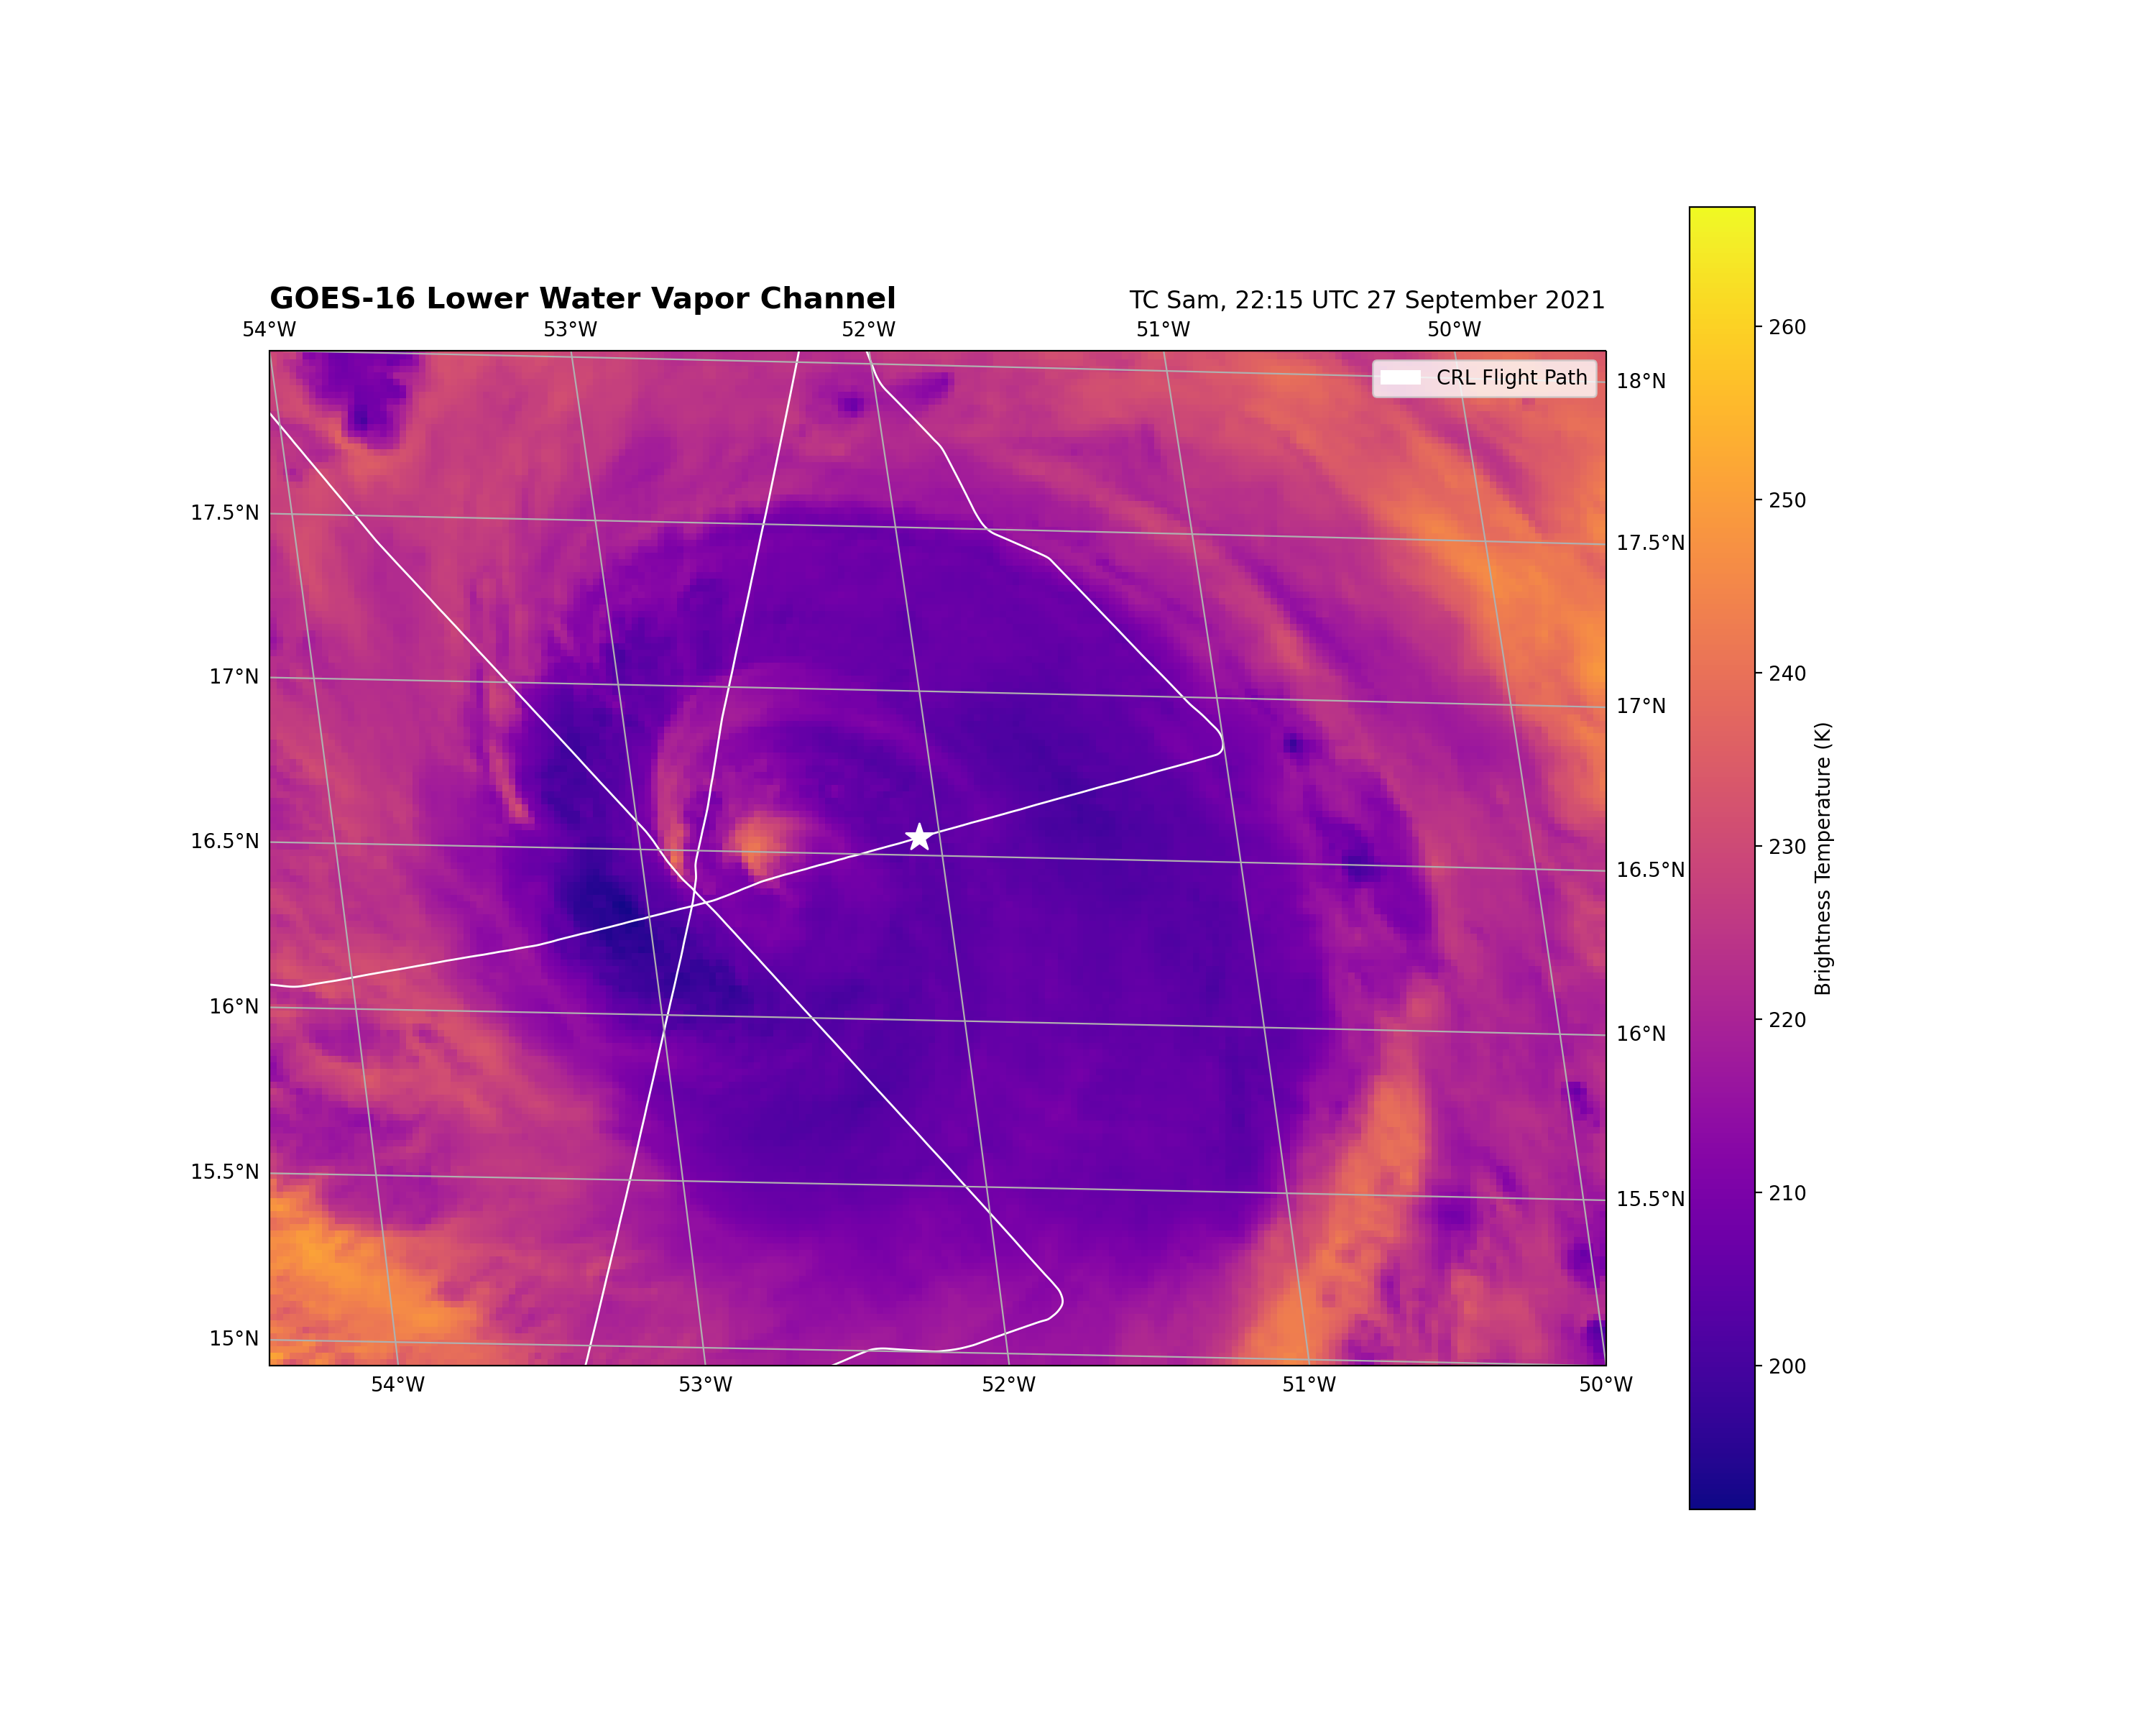 GOES-16 Lower Water Vapor Channel
TC Sam, 22:15 UTC 27 September 2021
54°W 53°W 52°W 51°W 50°W
CRL Flight Path
18°N
17.5°N
17.5°N
17°N
17°N
16.5°N
16.5°N
16°N
16°N
15.5°N
15.5°N
15°N
54°W 53°W 52°W 51°W 50°W
260
250
240
230
220
210
200
Brightness Temperature (K)